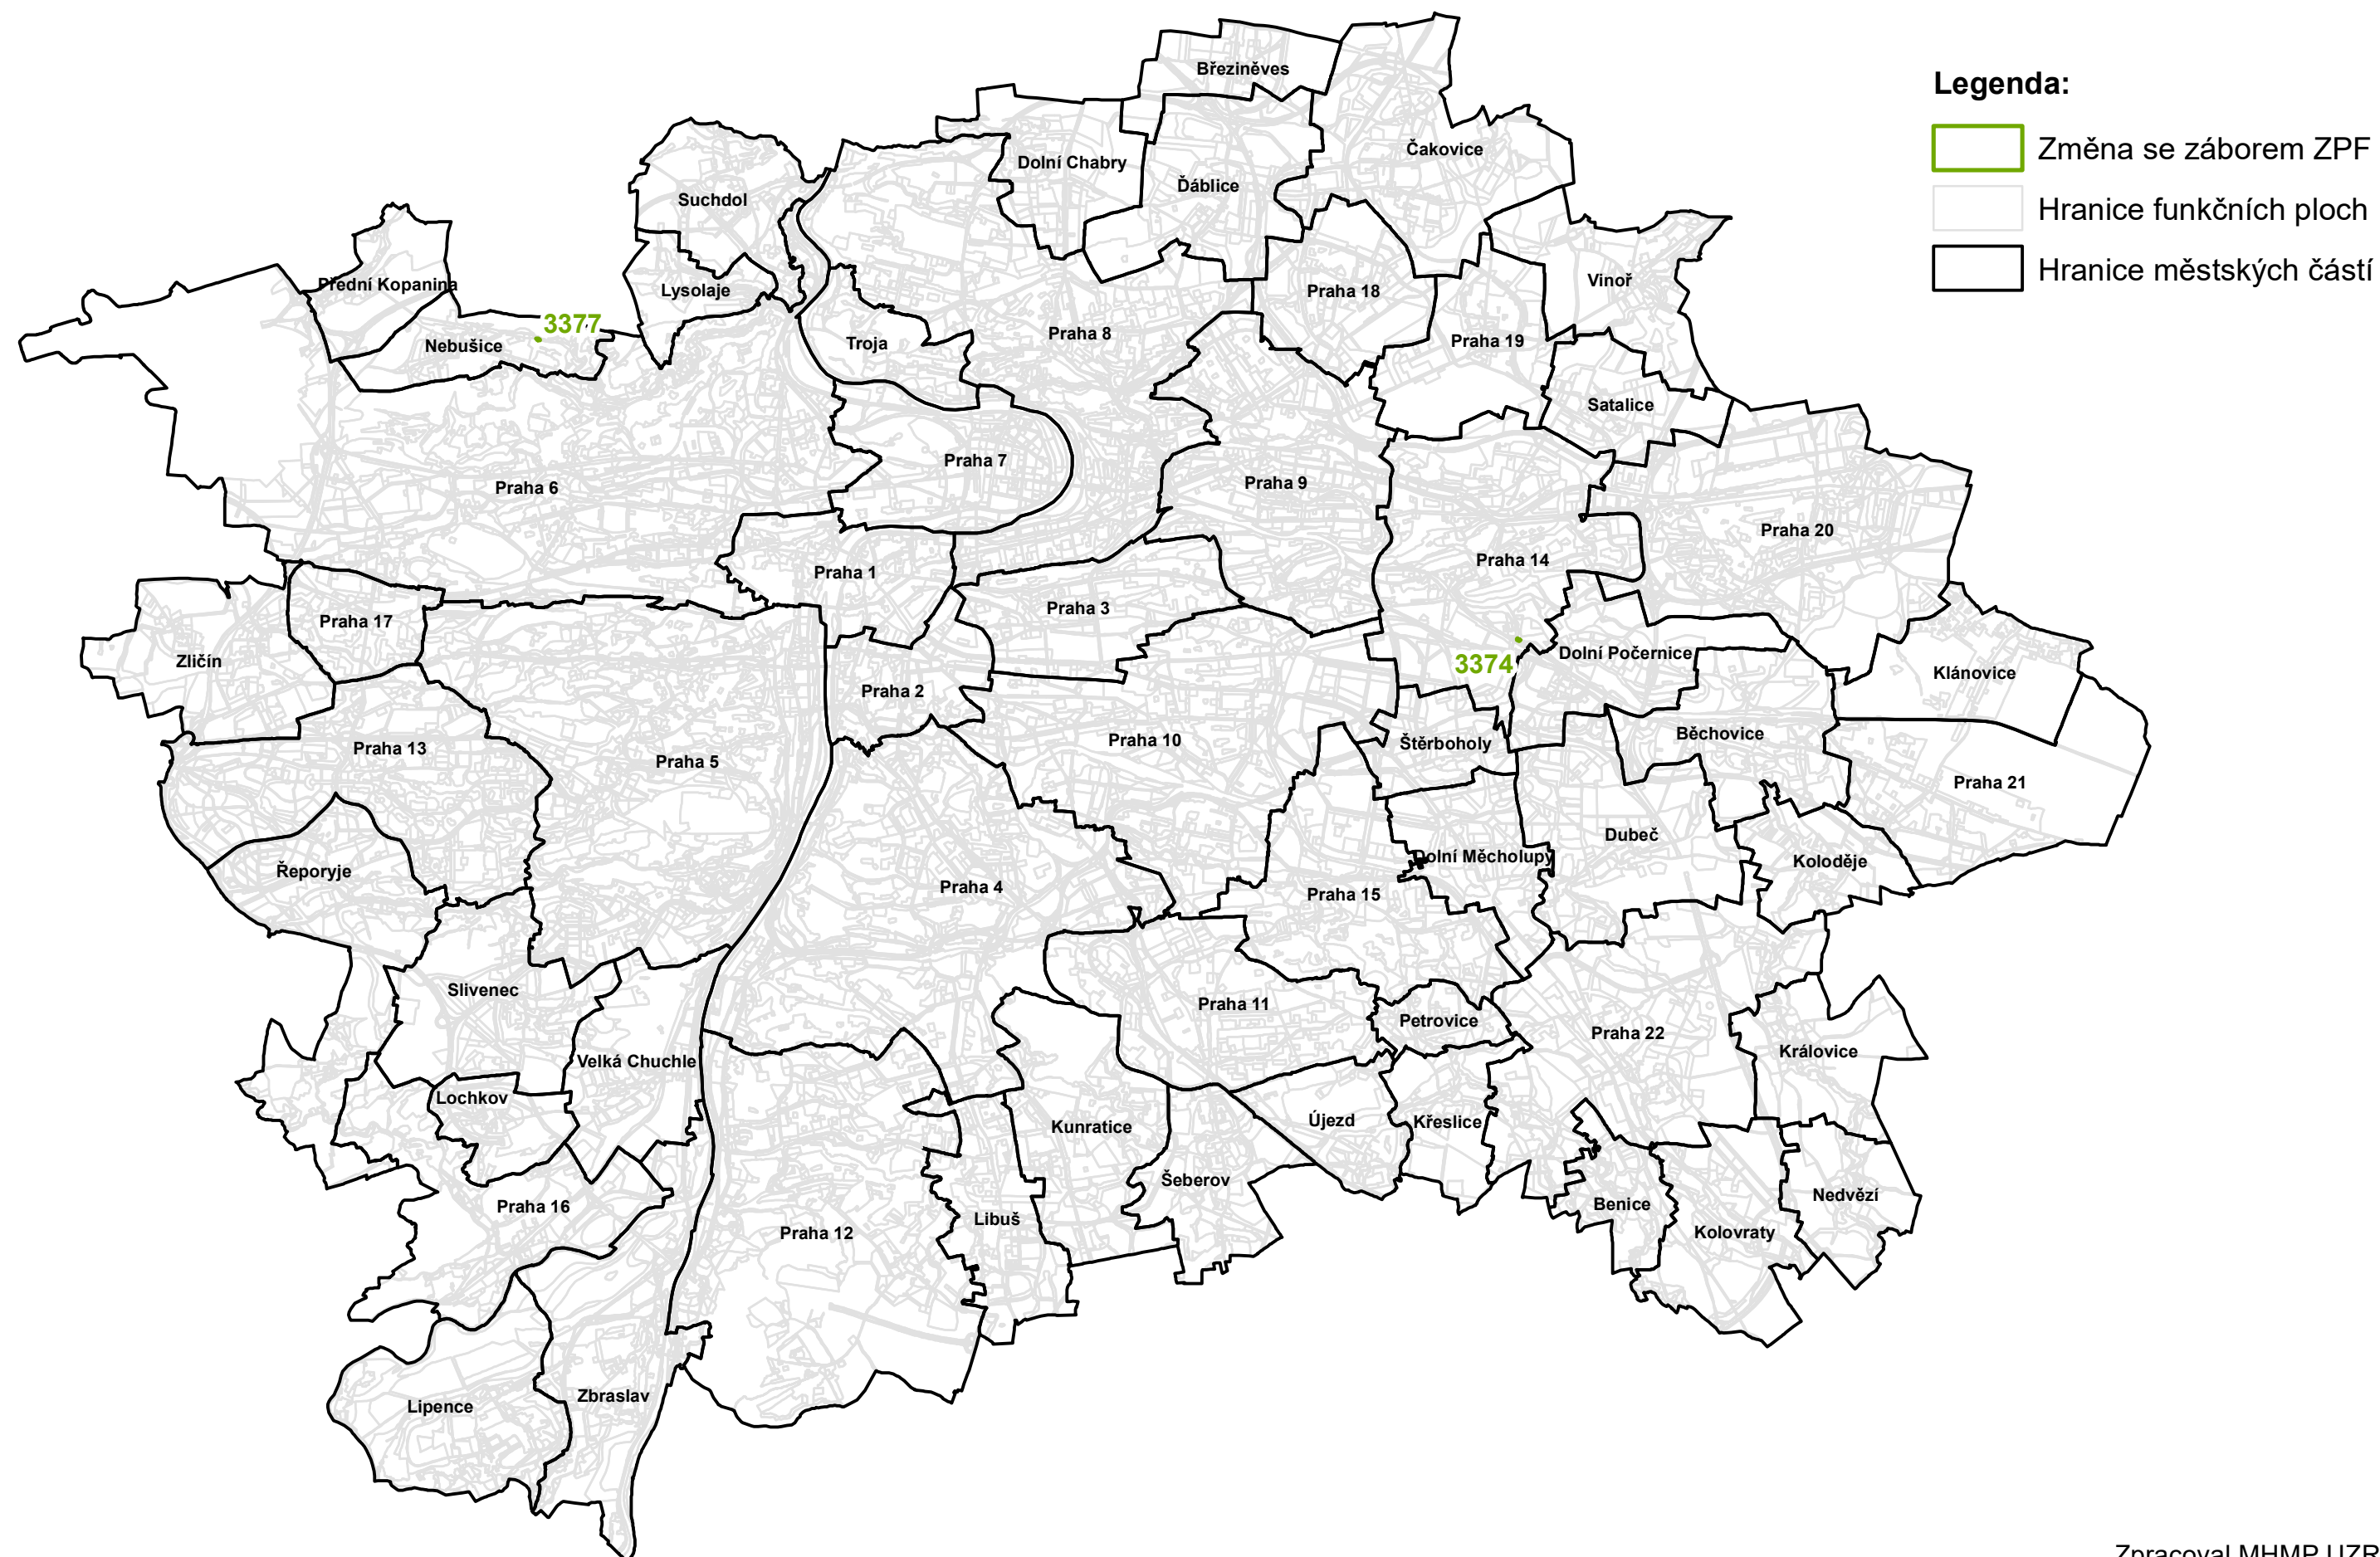 Legenda:
Změna se záborem ZPF
Hranice funkčních ploch
Hranice městských částí
Březiněves
Čakovice
Dolní Chabry
Ďáblice
Suchdol
Přední Kopanina
Lysolaje
Praha 18
Vinoř
3377
Nebušice
Troja
Praha 8
Praha 19
Satalice
Praha 7
Praha 6
Praha 9
Praha 20
Praha 14
Praha 1
Praha 3
Praha 17
Zličín
3374
Dolní Počernice
Klánovice
Praha 2
Praha 13
Praha 5
Praha 10
Štěrboholy
Běchovice
Praha 21
Dubeč
Dolní Měcholupy
Koloděje
Řeporyje
Praha 4
Praha 15
Slivenec
Praha 11
Petrovice
Praha 22
Královice
Velká Chuchle
Lochkov
Kunratice
Újezd
Křeslice
Šeberov
Praha 16
Libuš
Praha 12
Benice
Nedvězí
Kolovraty
Zbraslav
Lipence
Zpracoval MHMP UZR